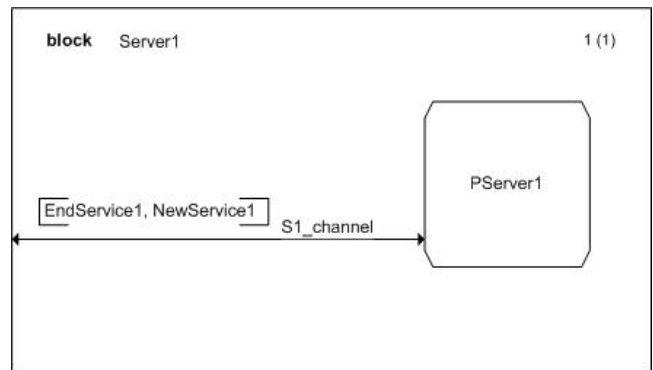 block Server1 1 (1)
PServer1
EndService1, NewService1
S1_channel